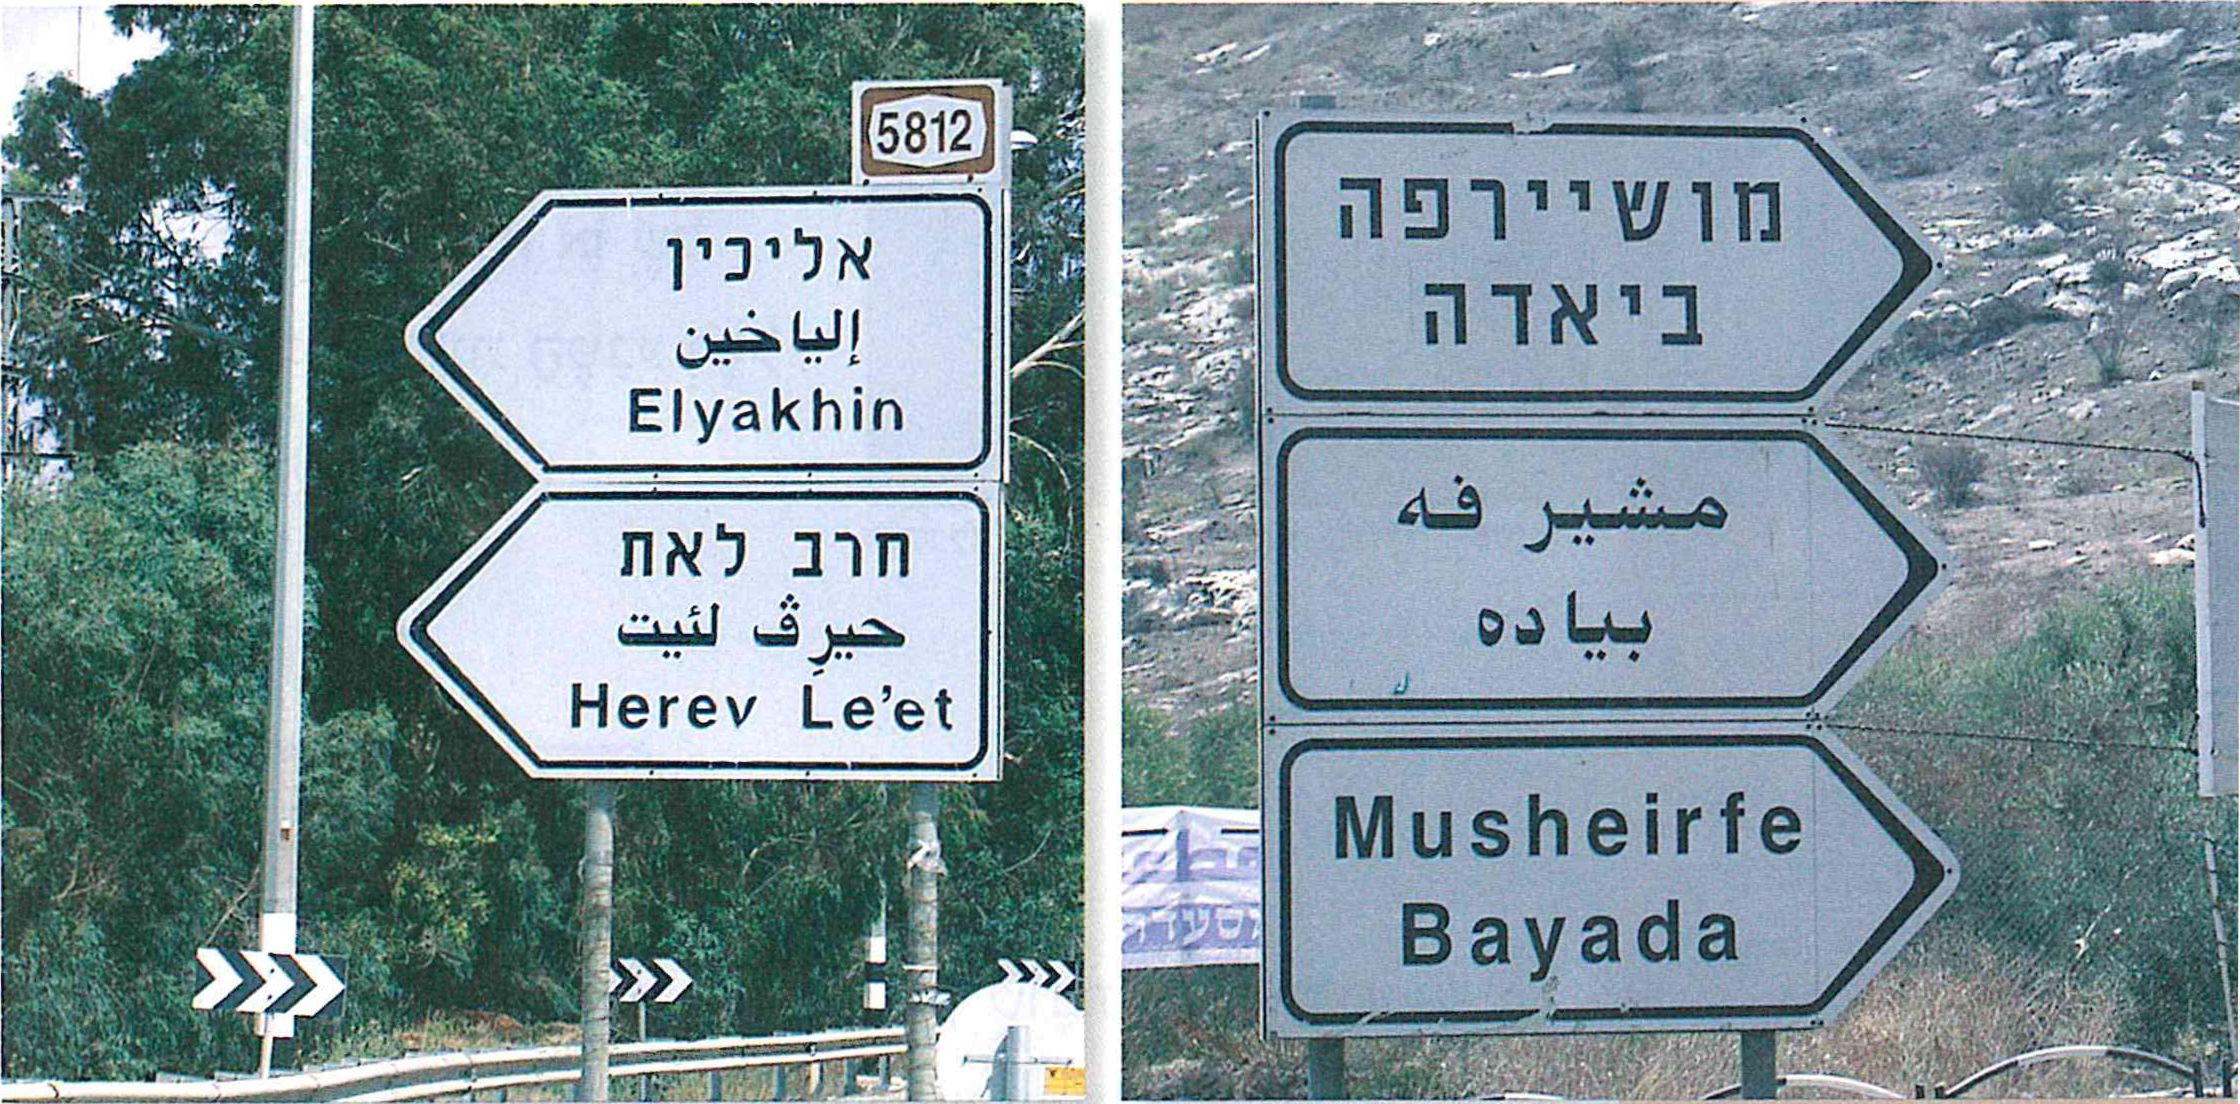 5812
אליכין
إلياخين
Elyakhin
חרב לאת
حيرِڤ لئيت
Herev Le'et
מושיירפה
ביאדה
مشير فه
بياده
Musheirfe
Bayada